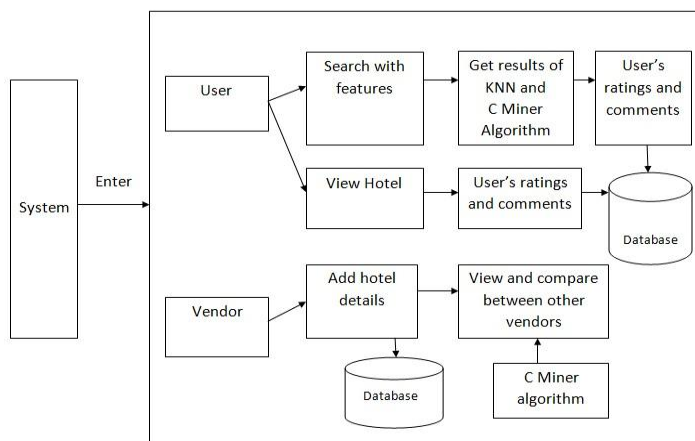 System
Enter
User
Search with
features
Get results of
KNN and
C Miner
Algorithm
User’s
ratings and
comments
View Hotel
User’s ratings
and comments
Database
Vendor
Add hotel
details
View and compare
between other
vendors
Database
C Miner
algorithm